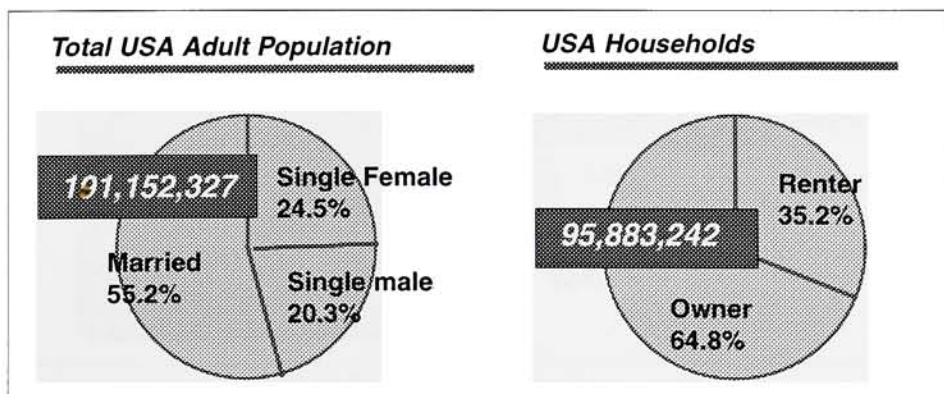 Total USA Adult Population
191,152,327
Single Female
24.5%
Married
55.2%
Single male
20.3%
USA Households
Renter
35.2%
95,883,242
Owner
64.8%